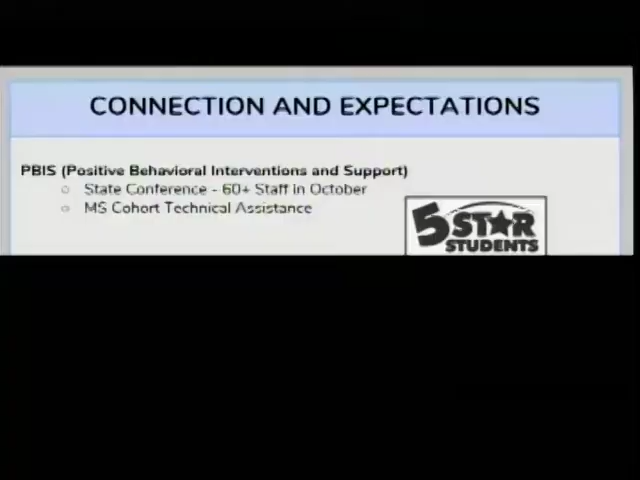 CONNECTION AND EXPECTATIONS
PBIS (Positive Behavioral Interventions and Support)
○ State Conference - 60+ Staff in October
○ MS Cohort Technical Assistance
5 STAR
STUDENTS